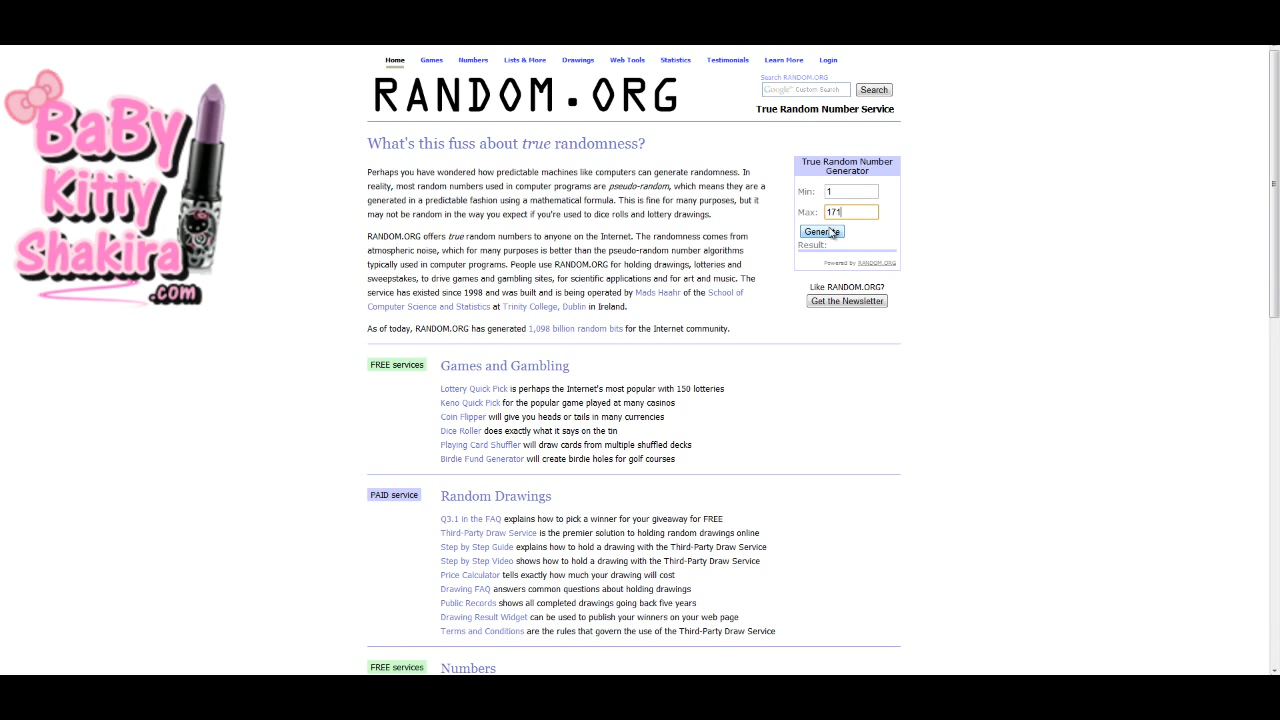 BaBy
Kitty
Shakira
.com
Home Games Numbers Lists & More Drawings Web Tools Statistics Testimonials Learn More Login
RANDOM.ORG
Search RANDOM.ORG
Google™ Custom Search Search
True Random Number Service
What's this fuss about true randomness?
Perhaps you have wondered how predictable machines like computers can generate randomness. In
reality, most random numbers used in computer programs are pseudo-random, which means they are
generated in a predictable fashion using a mathematical formula. This is fine for many purposes, but it
may not be random in the way you expect if you're used to dice rolls and lottery drawings.
RANDOM.ORG offers true random numbers to anyone on the Internet. The randomness comes from
atmospheric noise, which for many purposes is better than the pseudo-random number algorithms
typically used in computer programs. People use RANDOM.ORG for holding drawings, lotteries and
sweepstakes, to drive games and gambling sites, for scientific applications and for art and music. The
service has existed since 1998 and was built and is being operated by Mads Haahr of the School of
Computer Science and Statistics at Trinity College, Dublin in Ireland.
As of today, RANDOM.ORG has generated 1,098 billion random bits for the Internet community.
True Random Number
Generator
Min: 1
Max: 171
Generate
Result:
Powered by RANDOM.ORG
Like RANDOM.ORG?
Get the Newsletter
FREE services Games and Gambling
Lottery Quick Pick is perhaps the Internet's most popular with 150 lotteries
Keno Quick Pick for the popular game played at many casinos
Coin Flipper will give you heads or tails in many currencies
Dice Roller does exactly what it says on the tin
Playing Card Shuffler will draw cards from multiple shuffled decks
Birdie Fund Generator will create birdie holes for golf courses
PAID service Random Drawings
Q3.1 in the FAQ explains how to pick a winner for your giveaway for FREE
Third-Party Draw Service is the premier solution to holding random drawings online
Step by Step Guide explains how to hold a drawing with the Third-Party Draw Service
Step by Step Video shows how to hold a drawing with the Third-Party Draw Service
Price Calculator tells exactly how much your drawing will cost
Drawing FAQ answers common questions about holding drawings
Public Records shows all completed drawings going back five years
Drawing Result Widget can be used to publish your winners on your web page
Terms and Conditions are the rules that govern the use of the Third-Party Draw Service
FREE services Numbers